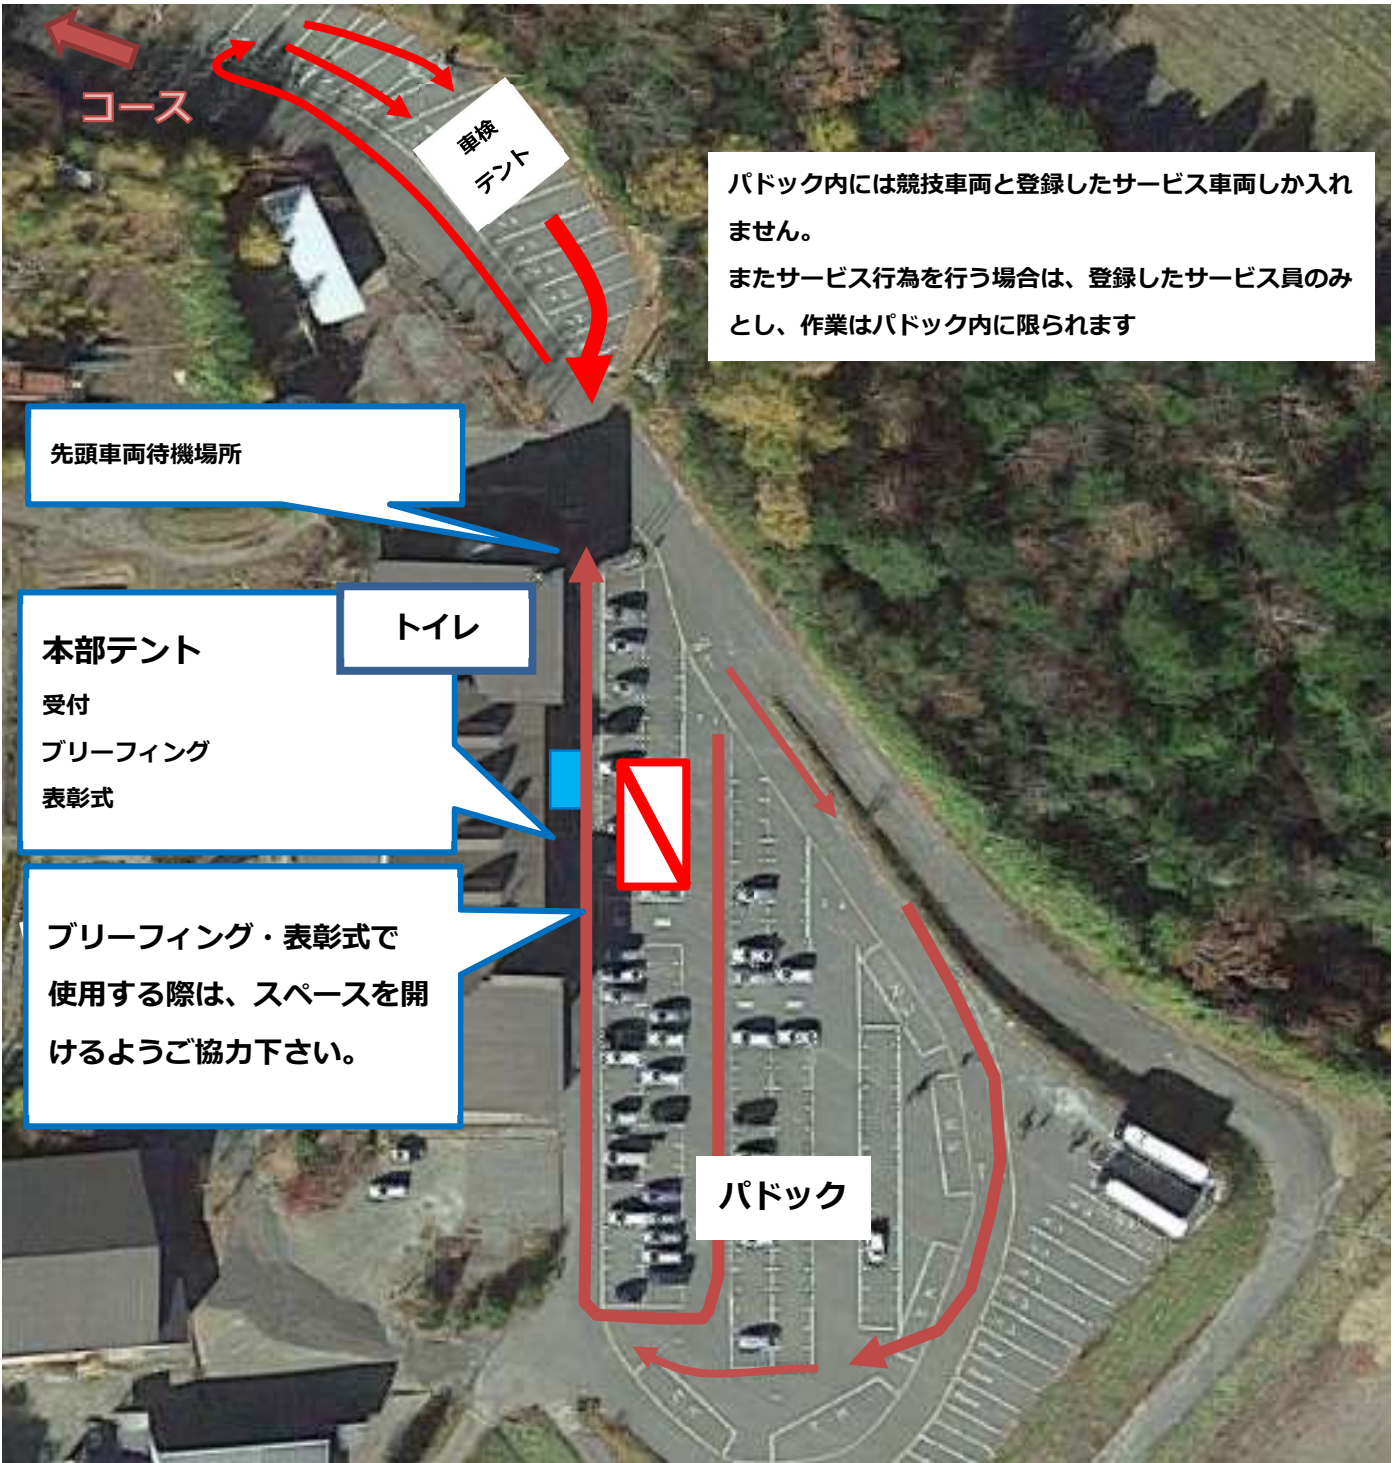 コース
車検
テント
パドック内には競技車両と登録したサービス車両しか入れ
ません。
またサービス行為を行う場合は、登録したサービス員のみ
とし、作業はパドック内に限られます
先頭車両待機場所
トイレ
本部テント
受付
ブリーフィング
表彰式
ブリーフィング・表彰式で
使用する際は、スペースを開
けるようご協力下さい。
パドック